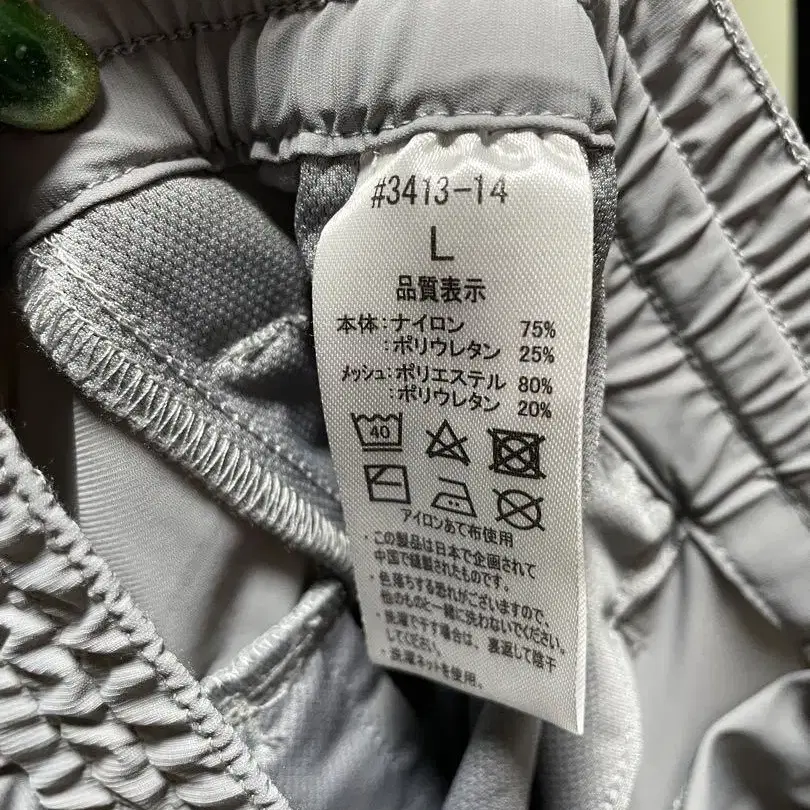 #3413-14
L
品質表示
本体：ナイロン 75%
：ポリウレタン 25%
メッシュ：ポリエステル 80%
：ポリウレタン 20%
40
アイロンあて布使用
・この製品は日本で企画されて
中国で縫製されたものです。
・色落ちする恐れがございますので、
他のものと一緒に洗わないでください。
・洗濯で干す場合は、裏返して陰干
してください。
・洗濯ネットを使用。